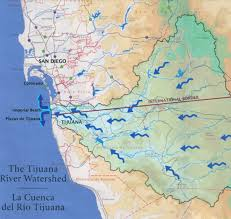 SAN DIEGO
Coronado
INTERNATIONAL BORDER
Imperial Beach
Playas de Tijuana
TIJUANA
The Tijuana
River Watershed
La Cuenca
del Río Tijuana